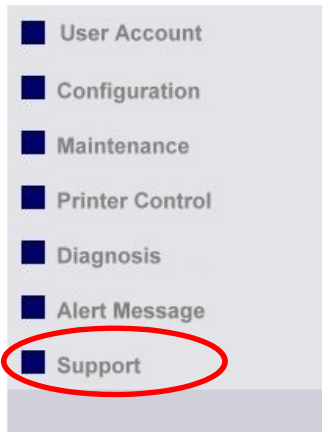 User Account
Configuration
Maintenance
Printer Control
Diagnosis
Alert Message
Support